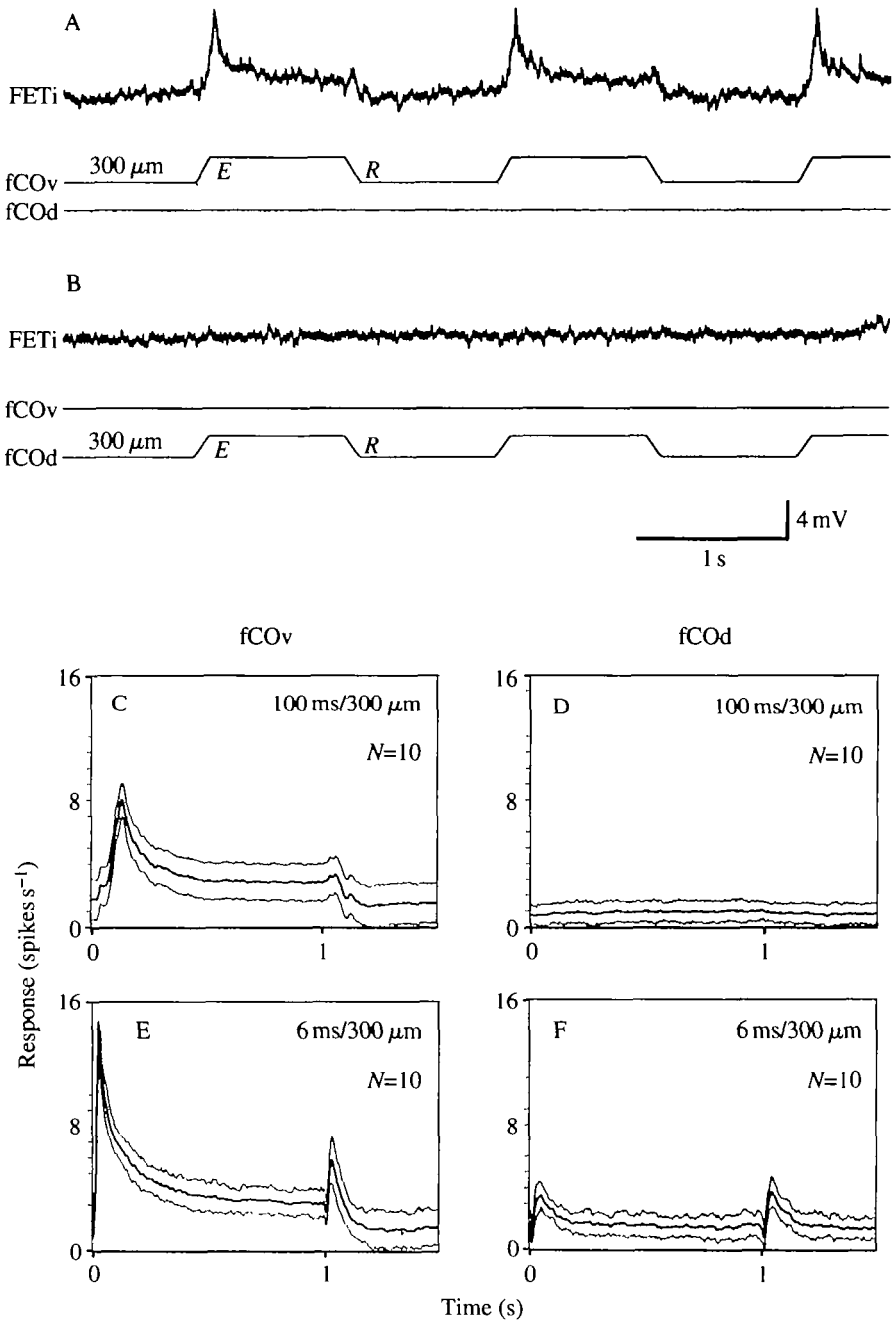 A
FETi
300 μm
E
R
fCOv
fCOd
B
FETi
fCOv
300 μm
E
R
fCOd
4 mV
1 s
fCOv
fCOd
16
C
100 ms/300 μm
N=10
8
0
0
1
16
D
100 ms/300 μm
N=10
8
0
0
1
Response (spikes s⁻¹)
16
E
6 ms/300 μm
N=10
8
0
0
1
16
F
6 ms/300 μm
N=10
8
0
0
1
Time (s)